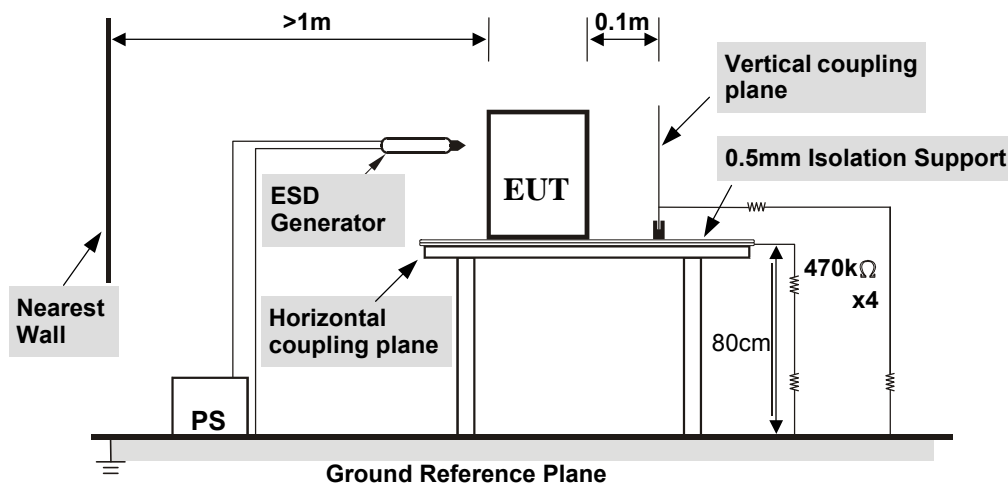 >1m
0.1m
Vertical coupling
plane
0.5mm Isolation Support
ESD
Generator
EUT
Nearest
Wall
Horizontal
coupling plane
470kΩ
x4
80cm
PS
Ground Reference Plane